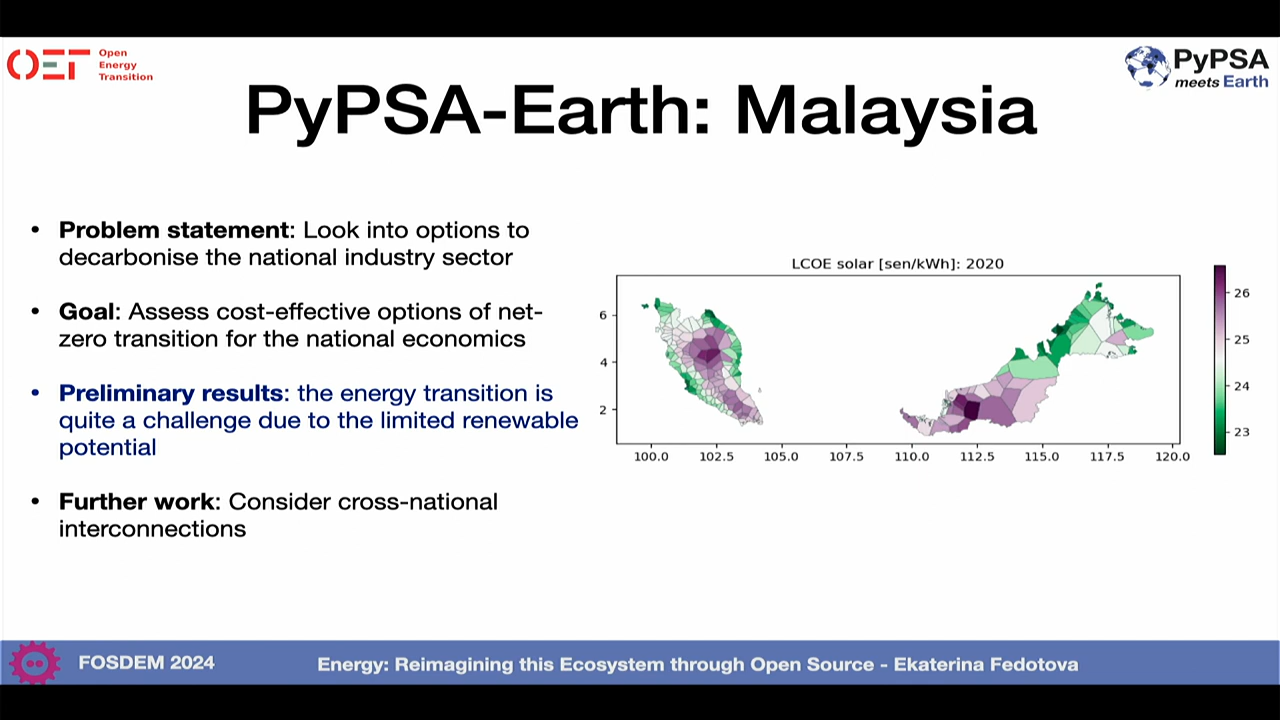 OET Open
Energy
Transition
PyPSA
meets Earth
PyPSA-Earth: Malaysia
• Problem statement: Look into options to
decarbonise the national industry sector
• Goal: Assess cost-effective options of net-
zero transition for the national economics
• Preliminary results: the energy transition is
quite a challenge due to the limited renewable
potential
• Further work: Consider cross-national
interconnections
LCOE solar [sen/kWh]: 2020
6
4
2
100.0 102.5 105.0 107.5 110.0 112.5 115.0 117.5 120.0
26
25
24
23
FOSDEM 2024
Energy: Reimagining this Ecosystem through Open Source - Ekaterina Fedotova